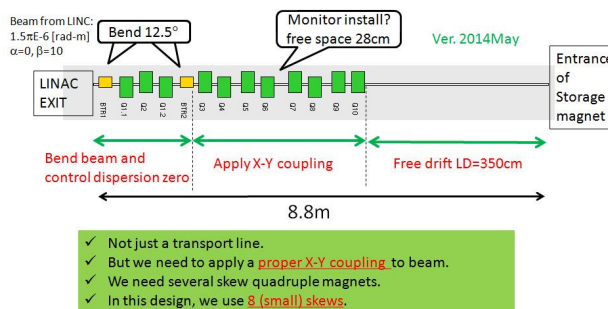 Beam from LINC:
1.5πE-6 [rad-m]
α=0, β=10
Bend 12.5°
Monitor install?
free space 28cm
Ver. 2014May
LINAC
EXIT
Entrance
of
Storage
magnet
BTR1
Q1.1
Q2
Q1.2
BTR2
Q3
Q4
Q5
Q6
Q7
Q8
Q9
Q10
Bend beam and
control dispersion zero
Apply X-Y coupling
Free drift LD=350cm
8.8m
✓ Not just a transport line.
✓ But we need to apply a proper X-Y coupling to beam.
✓ We need several skew quadruple magnets.
✓ In this design, we use 8 (small) skews.